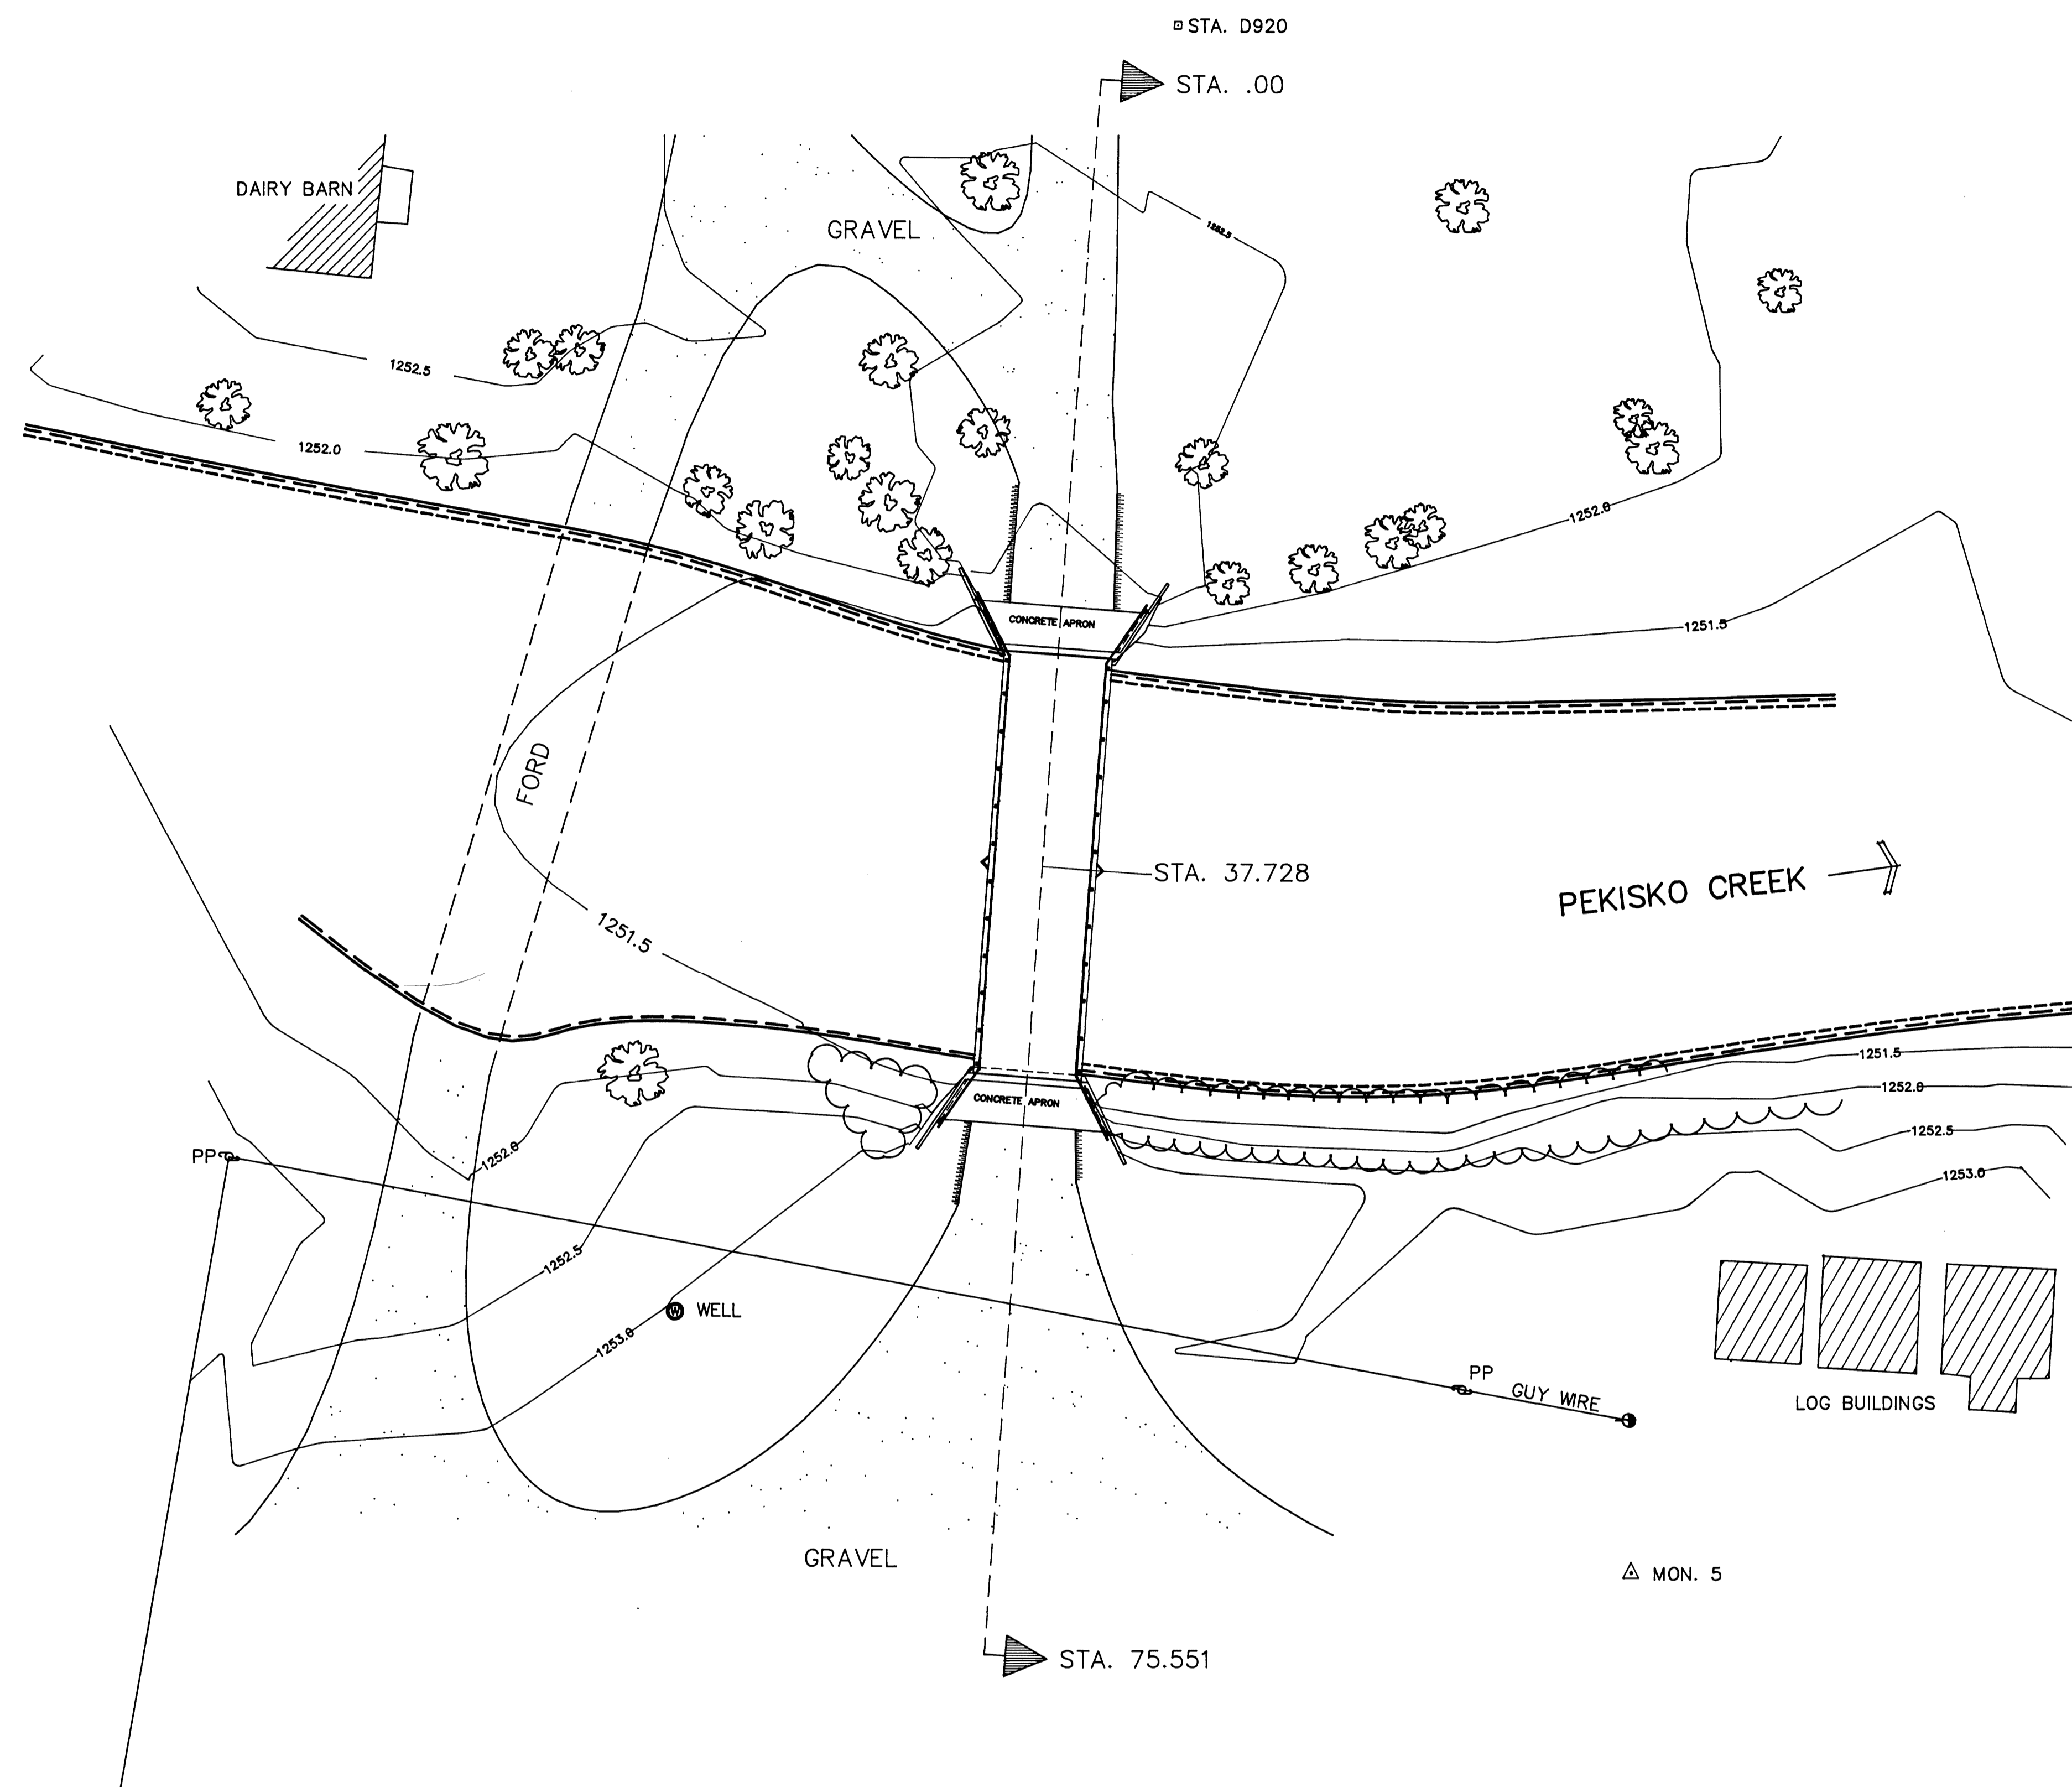 STA. D920
STA. .00
DAIRY BARN
GRAVEL
1252.5
1252.5
1252.0
1252.0
CONCRETE APRON
1251.5
FORD
STA. 37.728
PEKISKO CREEK
1251.5
1251.5
1252.0
CONCRETE APRON
1252.5
PP
1252.0
1253.0
1252.5
WELL
W
1253.0
PP
GUY WIRE
LOG BUILDINGS
GRAVEL
MON. 5
STA. 75.551